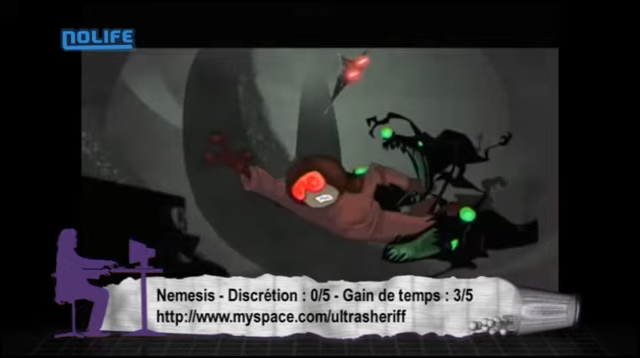 NOLIFE
Nemesis - Discrétion : 0/5 - Gain de temps : 3/5
http://www.myspace.com/ultrasheriff